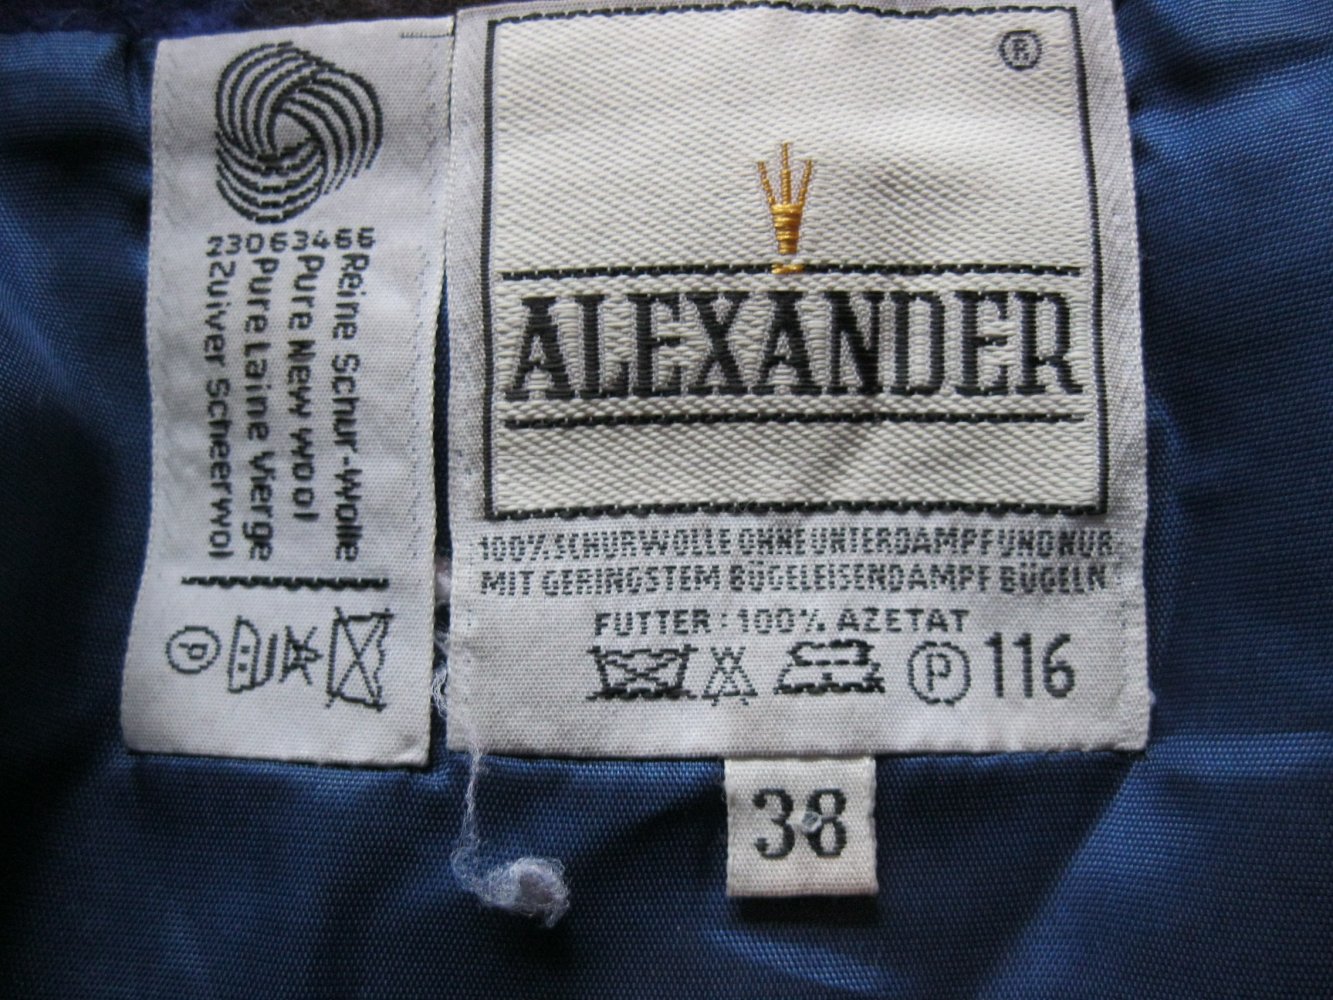 Reine Schur-Wolle
Pure New Wool
Pure Laine Vierge
Zuiver Scheerwol
P
®
ALEXANDER
100% SCHURWOLLE OHNE UNTERDAMPF UND NUR
MIT GERINGSTEM BÜGELEISENDAMPF BÜGELN
FUTTER: 100% AZETAT
P 116
38